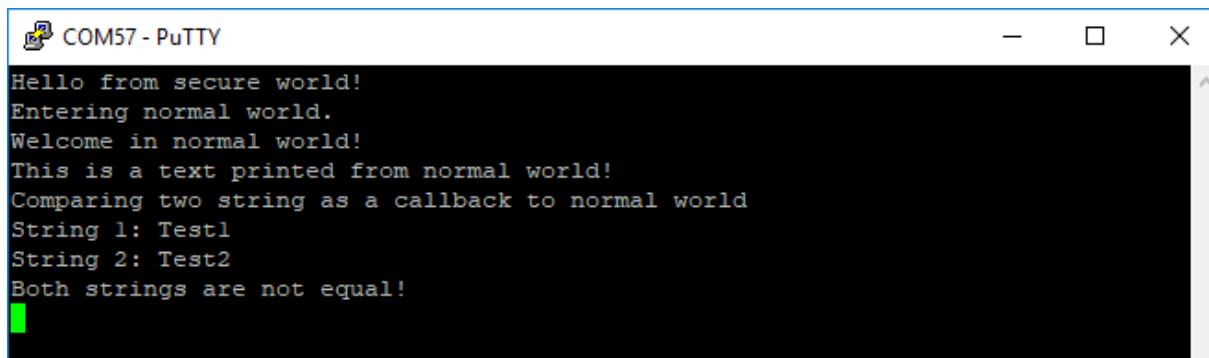 COM57 - PuTTY
Hello from secure world!
Entering normal world.
Welcome in normal world!
This is a text printed from normal world!
Comparing two string as a callback to normal world
String 1: Test1
String 2: Test2
Both strings are not equal!